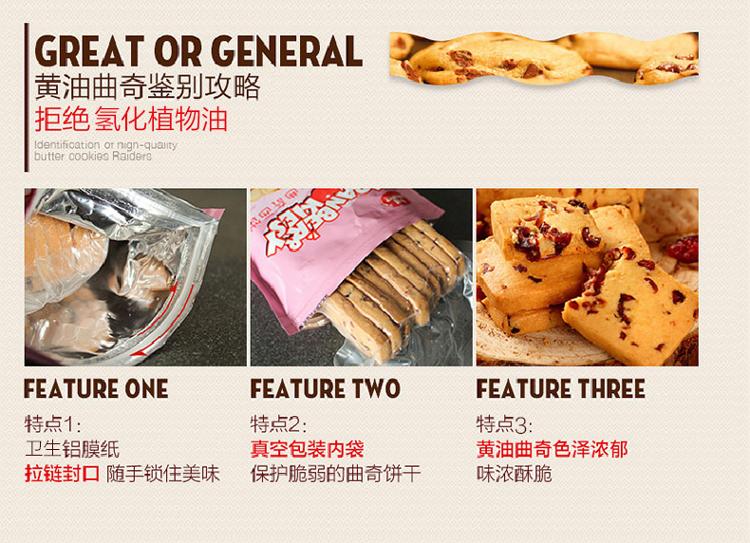 GREAT OR GENERAL
黄油曲奇鉴别攻略
拒绝 氢化植物油
Identification of high-quality
butter cookies Raiders
FEATURE ONE
特点1:
卫生铝膜纸
拉链封口 随手锁住美味
FEATURE TWO
特点2:
真空包装内袋
保护脆弱的曲奇饼干
FEATURE THREE
特点3:
黄油曲奇色泽浓郁
味浓酥脆